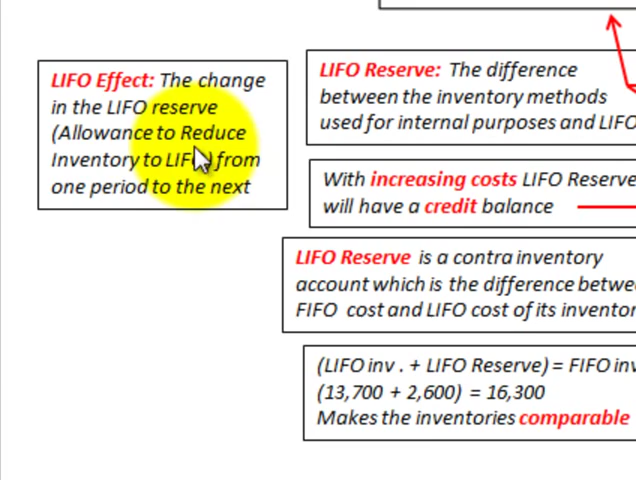 LIFO Effect: The change
in the LIFO reserve
(Allowance to Reduce
Inventory to LIFO) from
one period to the next
LIFO Reserve: The difference
between the inventory methods
used for internal purposes and LIFO
With increasing costs LIFO Reserve
will have a credit balance
LIFO Reserve is a contra inventory
account which is the difference betwe
FIFO cost and LIFO cost of its inventor
(LIFO inv . + LIFO Reserve) = FIFO inv
(13,700 + 2,600) = 16,300
Makes the inventories comparable